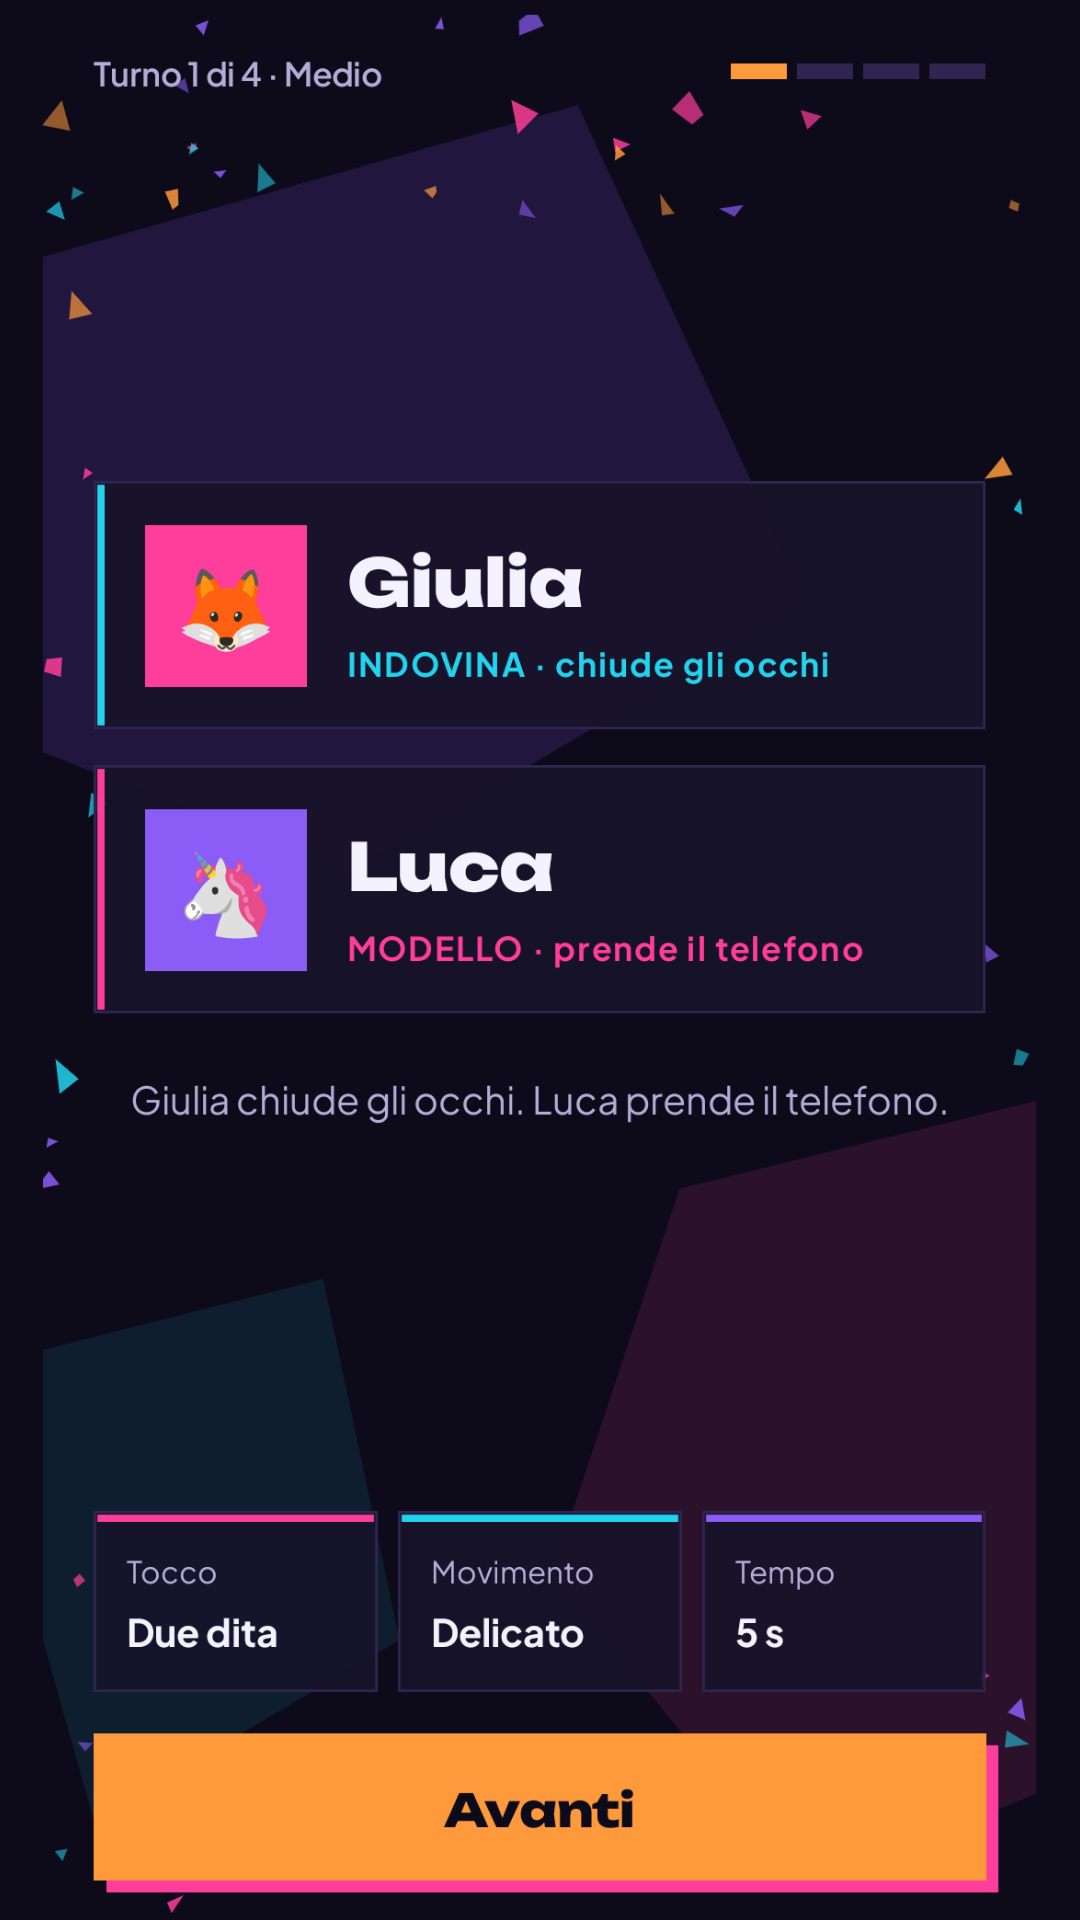 Turno 1 di 4 · Medio
Giulia
INDOVINA · chiude gli occhi
Luca
MODELLO · prende il telefono
Giulia chiude gli occhi. Luca prende il telefono.
Tocco
Due dita
Movimento
Delicato
Tempo
5 s
Avanti